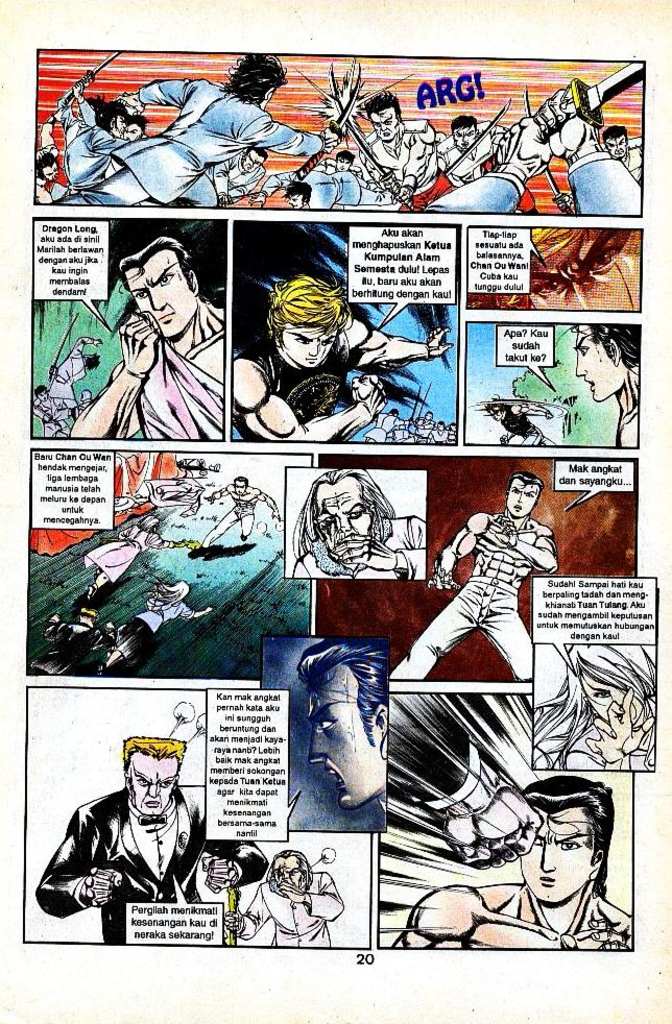 ARG!
Dragon Long,
aku ada di sini!
Marilah berlawan
dengan aku jika
kau ingin
membalas
dendam!
Aku akan
menghapuskan Ketua
Kumpulan Alam
Semesta dulu! Lepas
itu, baru aku akan
berhitung dengan kau!
Tiap-tiap
sesuatu ada
balasannya,
Chan Ou Wan!
Cuba kau
tunggu dulu!
Apa? Kau
sudah
takut ke?
Baru Chan Ou Wan
hendak mengejar,
tiga lembaga
manusia telah
meluru ke depan
untuk
mencegahnya.
Mak angkat
dan sayangku...
Sudah! Sampai hati kau
berpaling tadah dan meng-
khianati Tuan Tulang. Aku
sudah mengambil keputusan
untuk memutuskan hubungan
dengan kau!
Kan mak angkat
pernah kata aku
ini sungguh
beruntung dan
akan menjadi kaya-
raya nanti? Lebih
baik mak angkat
memberi sokongan
kepada Tuan Ketua
agar kita dapat
menikmati
kesenangan
bersama-sama
nanti!
Pergilah menikmati
kesenangan di
neraka sekarang!
20